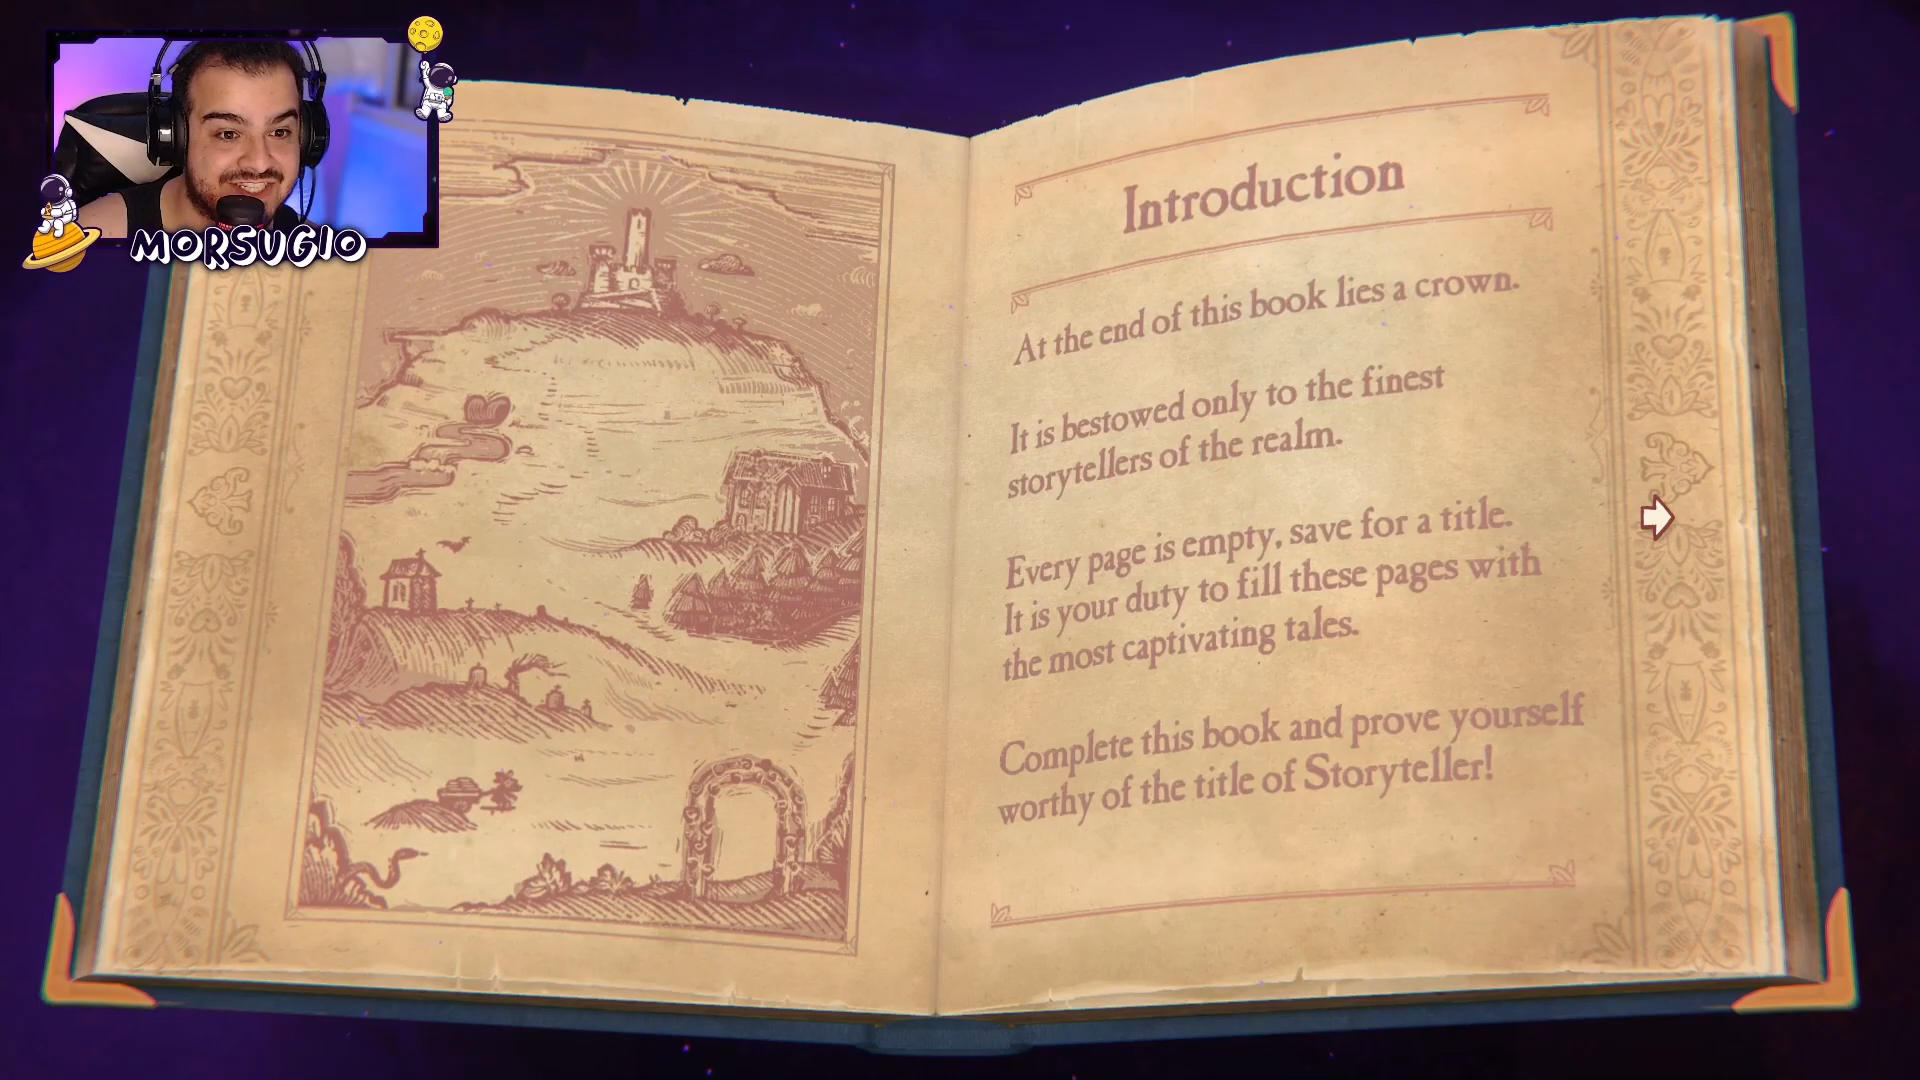 MORSUGIO
Introduction
At the end of this book lies a crown.
It is bestowed only to the finest
storytellers of the realm.
Every page is empty, save for a title.
It is your duty to fill these pages with
the most captivating tales.
Complete this book and prove yourself
worthy of the title of Storyteller!